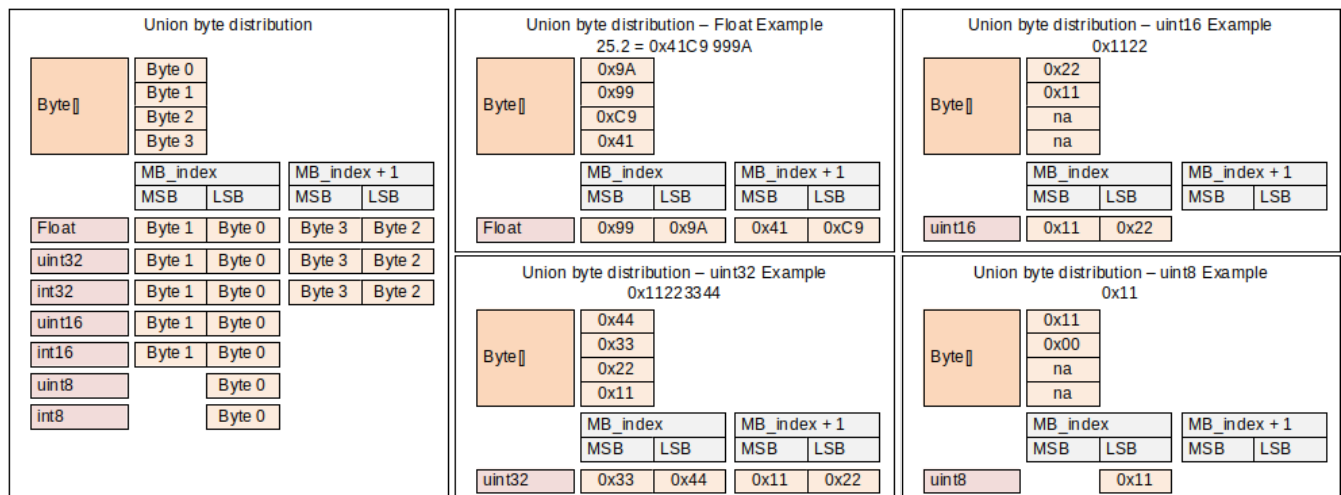 Union byte distribution
Byte[]
Byte 0
Byte 1
Byte 2
Byte 3
MB_index MB_index + 1
MSB LSB MSB LSB
Float Byte 1 Byte 0 Byte 3 Byte 2
uint32 Byte 1 Byte 0 Byte 3 Byte 2
int32 Byte 1 Byte 0 Byte 3 Byte 2
uint16 Byte 1 Byte 0
int16 Byte 1 Byte 0
uint8 Byte 0
int8 Byte 0
Union byte distribution – Float Example
25.2 = 0x41C9 999A
Byte[]
0x9A
0x99
0xC9
0x41
MB_index MB_index + 1
MSB LSB MSB LSB
Float 0x99 0x9A 0x41 0xC9
Union byte distribution – uint16 Example
0x1122
Byte[]
0x22
0x11
na
na
MB_index MB_index + 1
MSB LSB MSB LSB
uint16 0x11 0x22
Union byte distribution – uint32 Example
0x11223344
Byte[]
0x44
0x33
0x22
0x11
MB_index MB_index + 1
MSB LSB MSB LSB
uint32 0x33 0x44 0x11 0x22
Union byte distribution – uint8 Example
0x11
Byte[]
0x11
0x00
na
na
MB_index MB_index + 1
MSB LSB MSB LSB
uint8 0x11